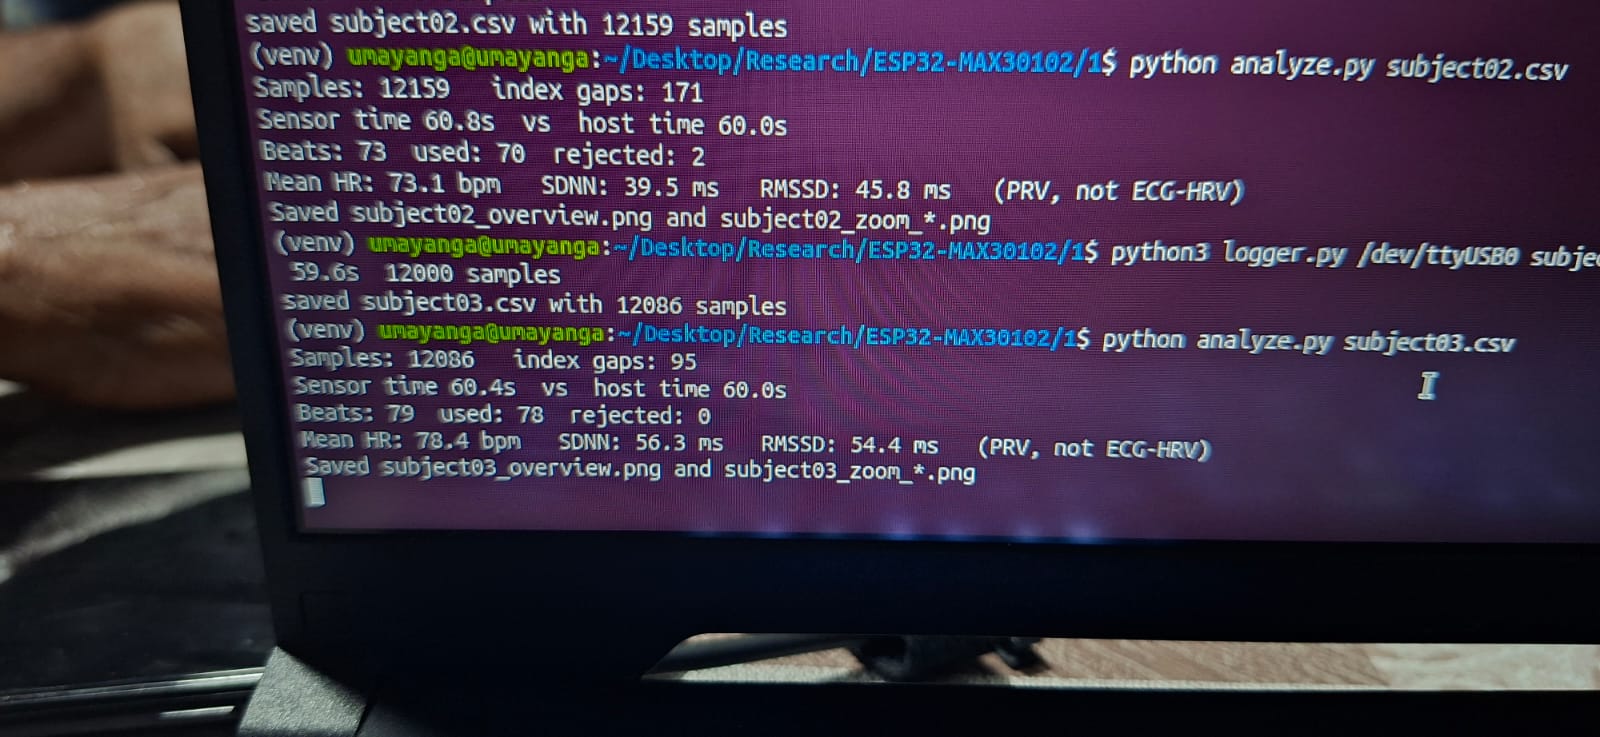 saved subject02.csv with 12159 samples
(venv) umayanga@umayanga:~/Desktop/Research/ESP32-MAX30102/1$ python analyze.py subject02.csv
Samples: 12159   index gaps: 171
Sensor time 60.8s  vs  host time 60.0s
Beats: 73  used: 70  rejected: 2
Mean HR: 73.1 bpm   SDNN: 39.5 ms   RMSSD: 45.8 ms   (PRV, not ECG-HRV)
Saved subject02_overview.png and subject02_zoom_*.png
(venv) umayanga@umayanga:~/Desktop/Research/ESP32-MAX30102/1$ python3 logger.py /dev/ttyUSB0 subjec
59.6s  12000 samples
saved subject03.csv with 12086 samples
(venv) umayanga@umayanga:~/Desktop/Research/ESP32-MAX30102/1$ python analyze.py subject03.csv
Samples: 12086   index gaps: 95
Sensor time 60.4s  vs  host time 60.0s
Beats: 79  used: 78  rejected: 0
Mean HR: 78.4 bpm   SDNN: 56.3 ms   RMSSD: 54.4 ms   (PRV, not ECG-HRV)
Saved subject03_overview.png and subject03_zoom_*.png